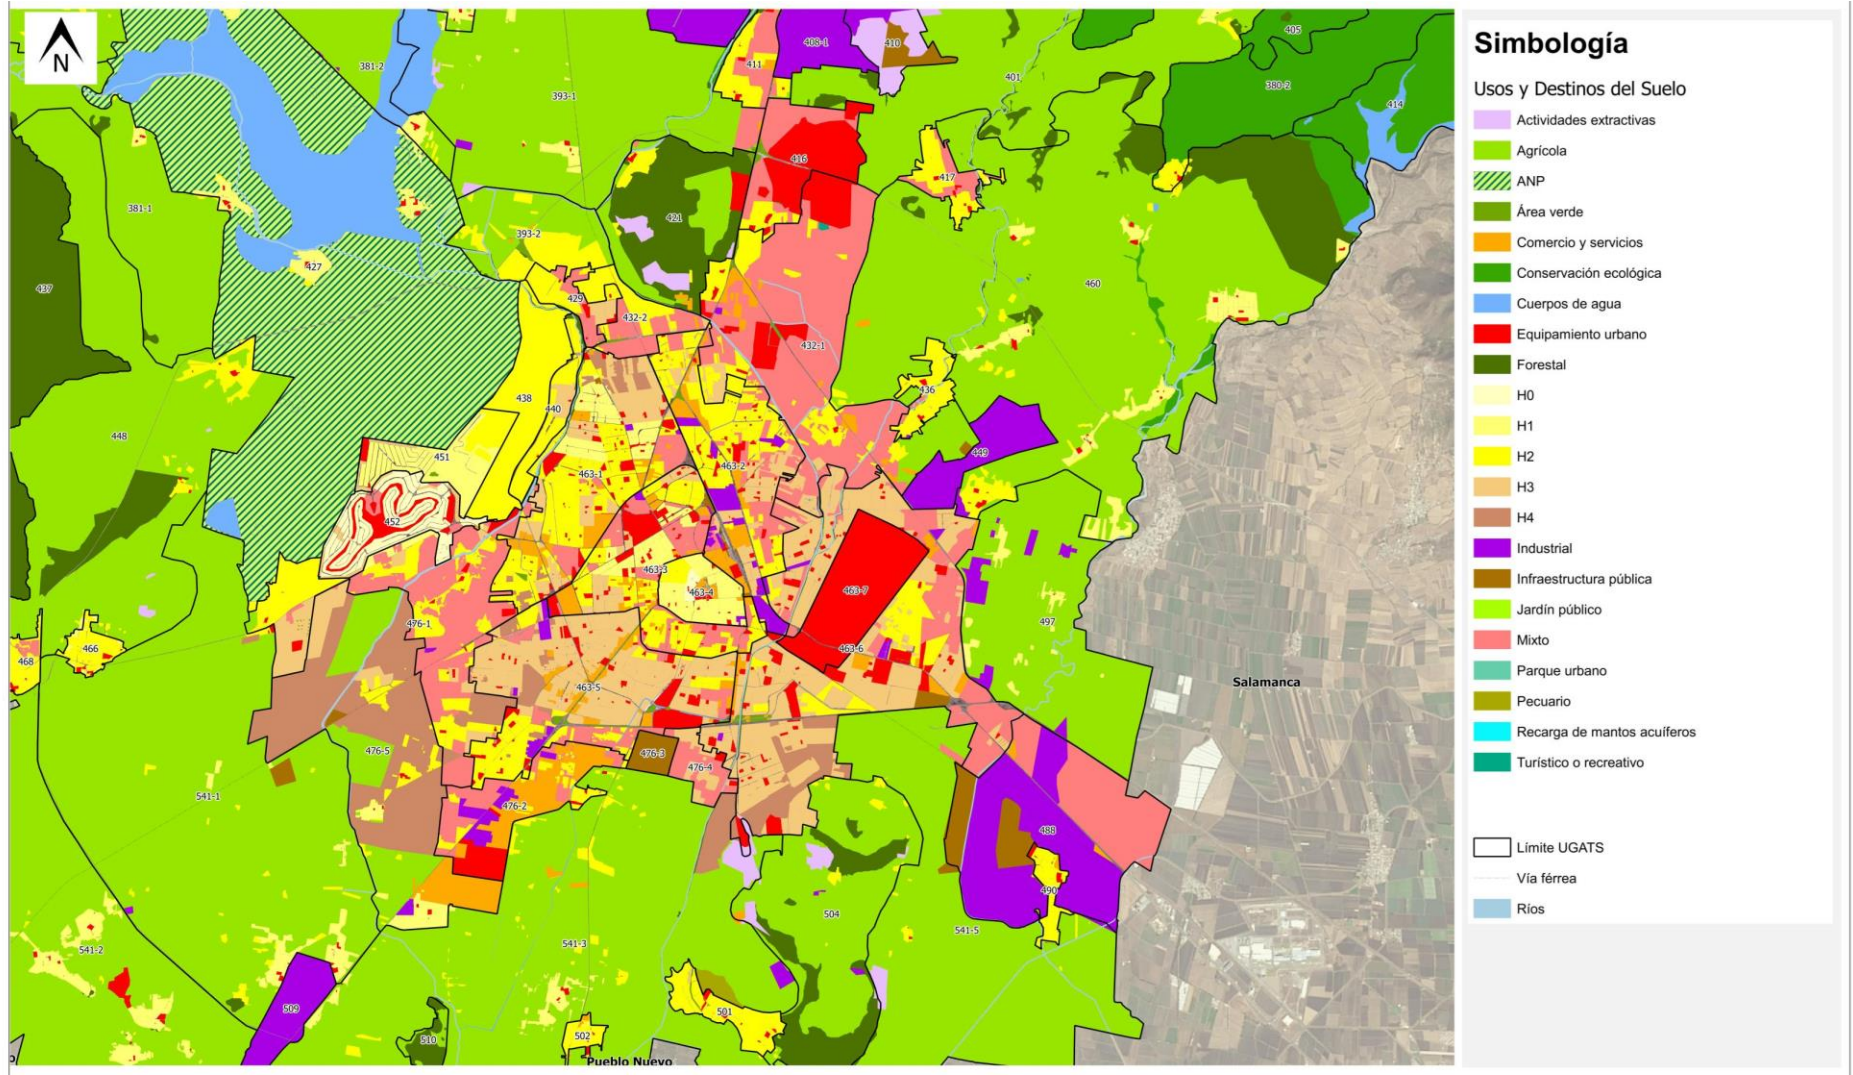 N
381-2
393-1
411
408-1
410
401
405
380-2
414
416
417
381-1
421
393-2
427
437
429
432-2
460
432-1
438
440
436
448
451
449
463-1
463-2
452
463-3
463-4
463-7
497
476-1
466
468
463-6
463-5
Salamanca
476-5
476-3
476-4
541-1
476-2
488
490
504
541-2
541-3
541-5
509
501
510
502
Pueblo Nuevo
Simbología
Usos y Destinos del Suelo
Actividades extractivas
Agrícola
ANP
Área verde
Comercio y servicios
Conservación ecológica
Cuerpos de agua
Equipamiento urbano
Forestal
H0
H1
H2
H3
H4
Industrial
Infraestructura pública
Jardín público
Mixto
Parque urbano
Pecuario
Recarga de mantos acuíferos
Turístico o recreativo
Límite UGATS
Vía férrea
Ríos